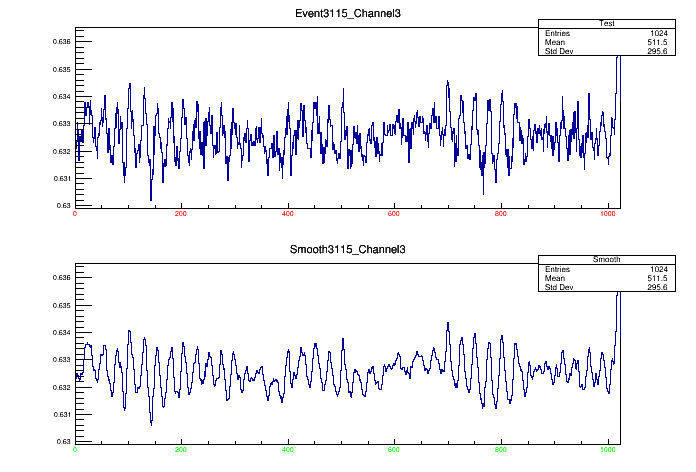 Event3115_Channel3
Test
Entries 1024
Mean 511.5
Std Dev 295.6
0.636
0.635
0.634
0.633
0.632
0.631
0.63
0 200 400 600 800 1000
Smooth3115_Channel3
Smooth
Entries 1024
Mean 511.5
Std Dev 295.6
0.636
0.635
0.634
0.633
0.632
0.631
0.63
0 200 400 600 800 1000